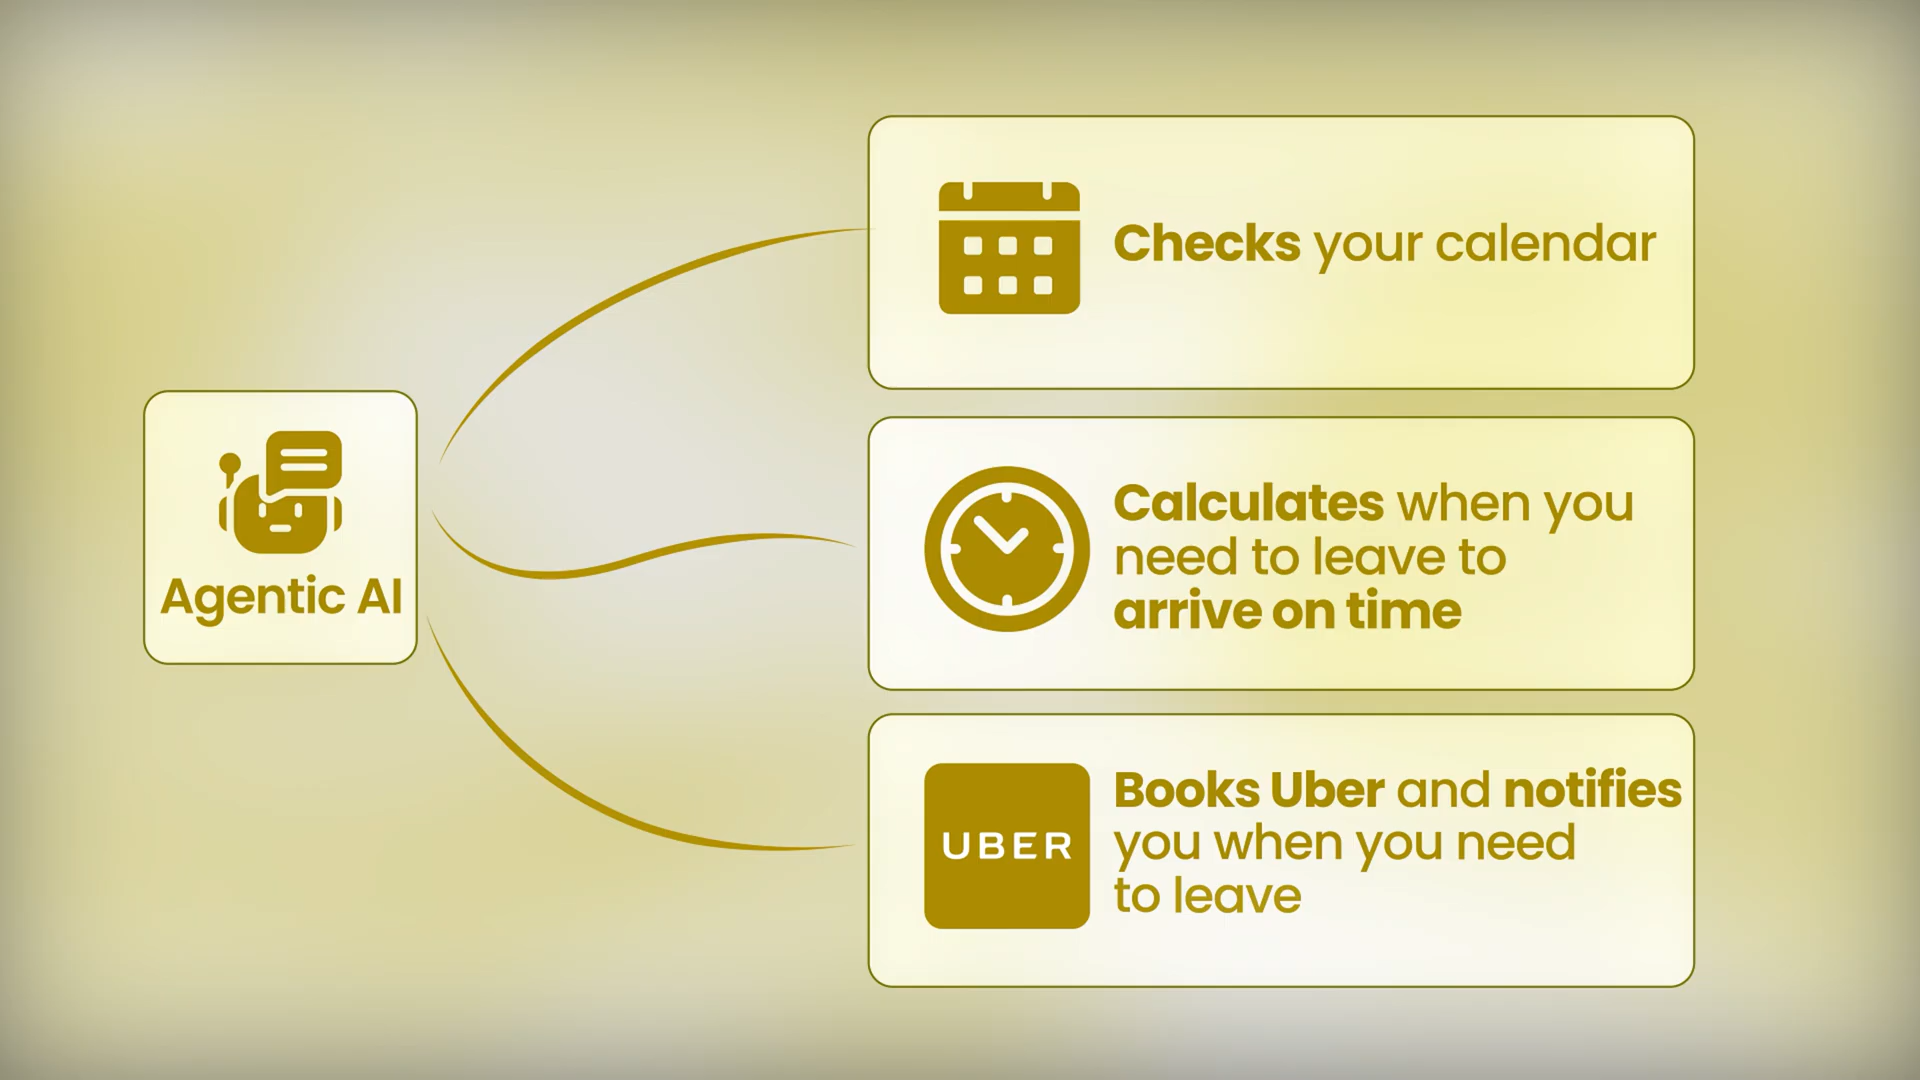 Agentic AI
Checks your calendar
Calculates when you
need to leave to
arrive on time
UBER
Books Uber and notifies
you when you need
to leave